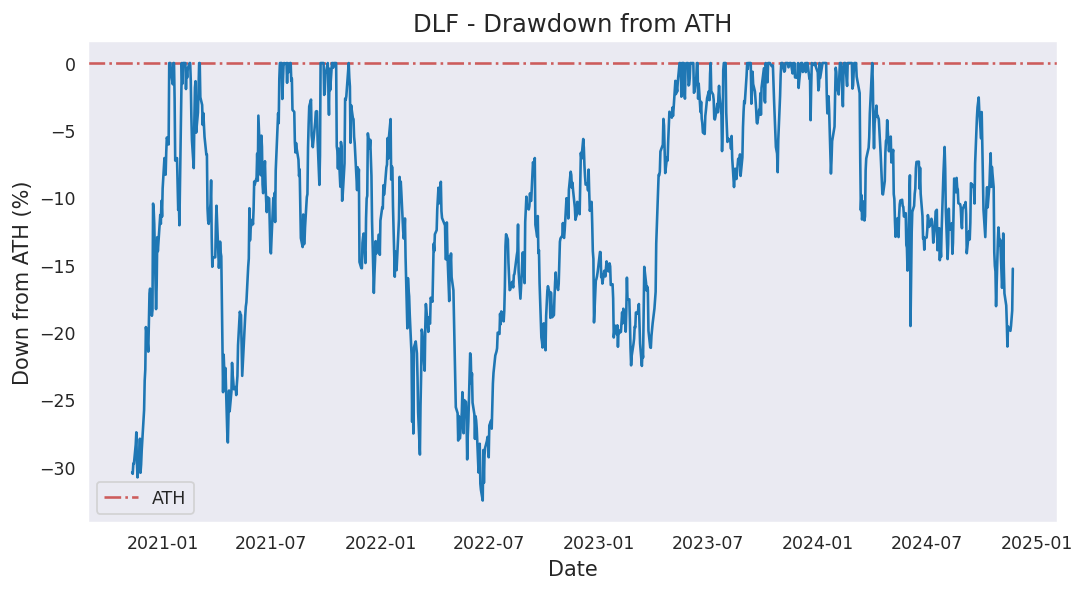 DLF - Drawdown from ATH
Down from ATH (%)
0
−5
−10
−15
−20
−25
−30
ATH
2021-01 2021-07 2022-01 2022-07 2023-01 2023-07 2024-01 2024-07 2025-01
Date